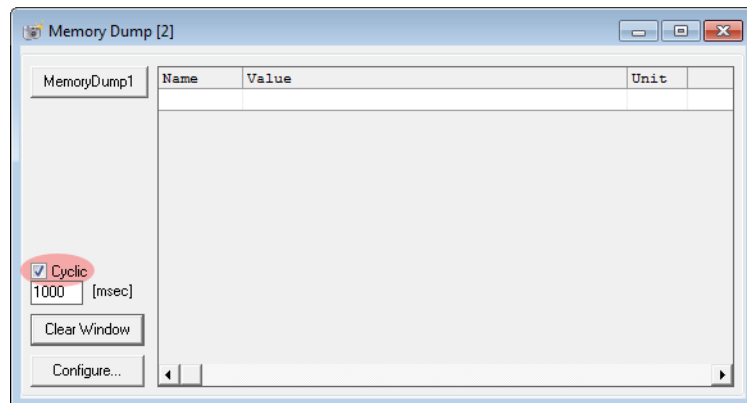 Memory Dump [2]
MemoryDump1
Name Value Unit
Cyclic
1000 [msec]
Clear Window
Configure...